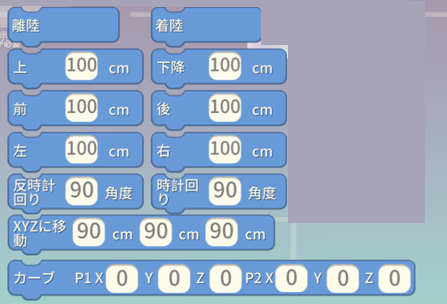 離陸
着陸
上 100 cm
下降 100 cm
前 100 cm
後 100 cm
左 100 cm
右 100 cm
反時計
回り 90 角度
時計回
り 90 角度
XYZに移
動 90 cm 90 cm 90 cm
カーブ P1 X 0 Y 0 Z 0 P2 X 0 Y 0 Z 0